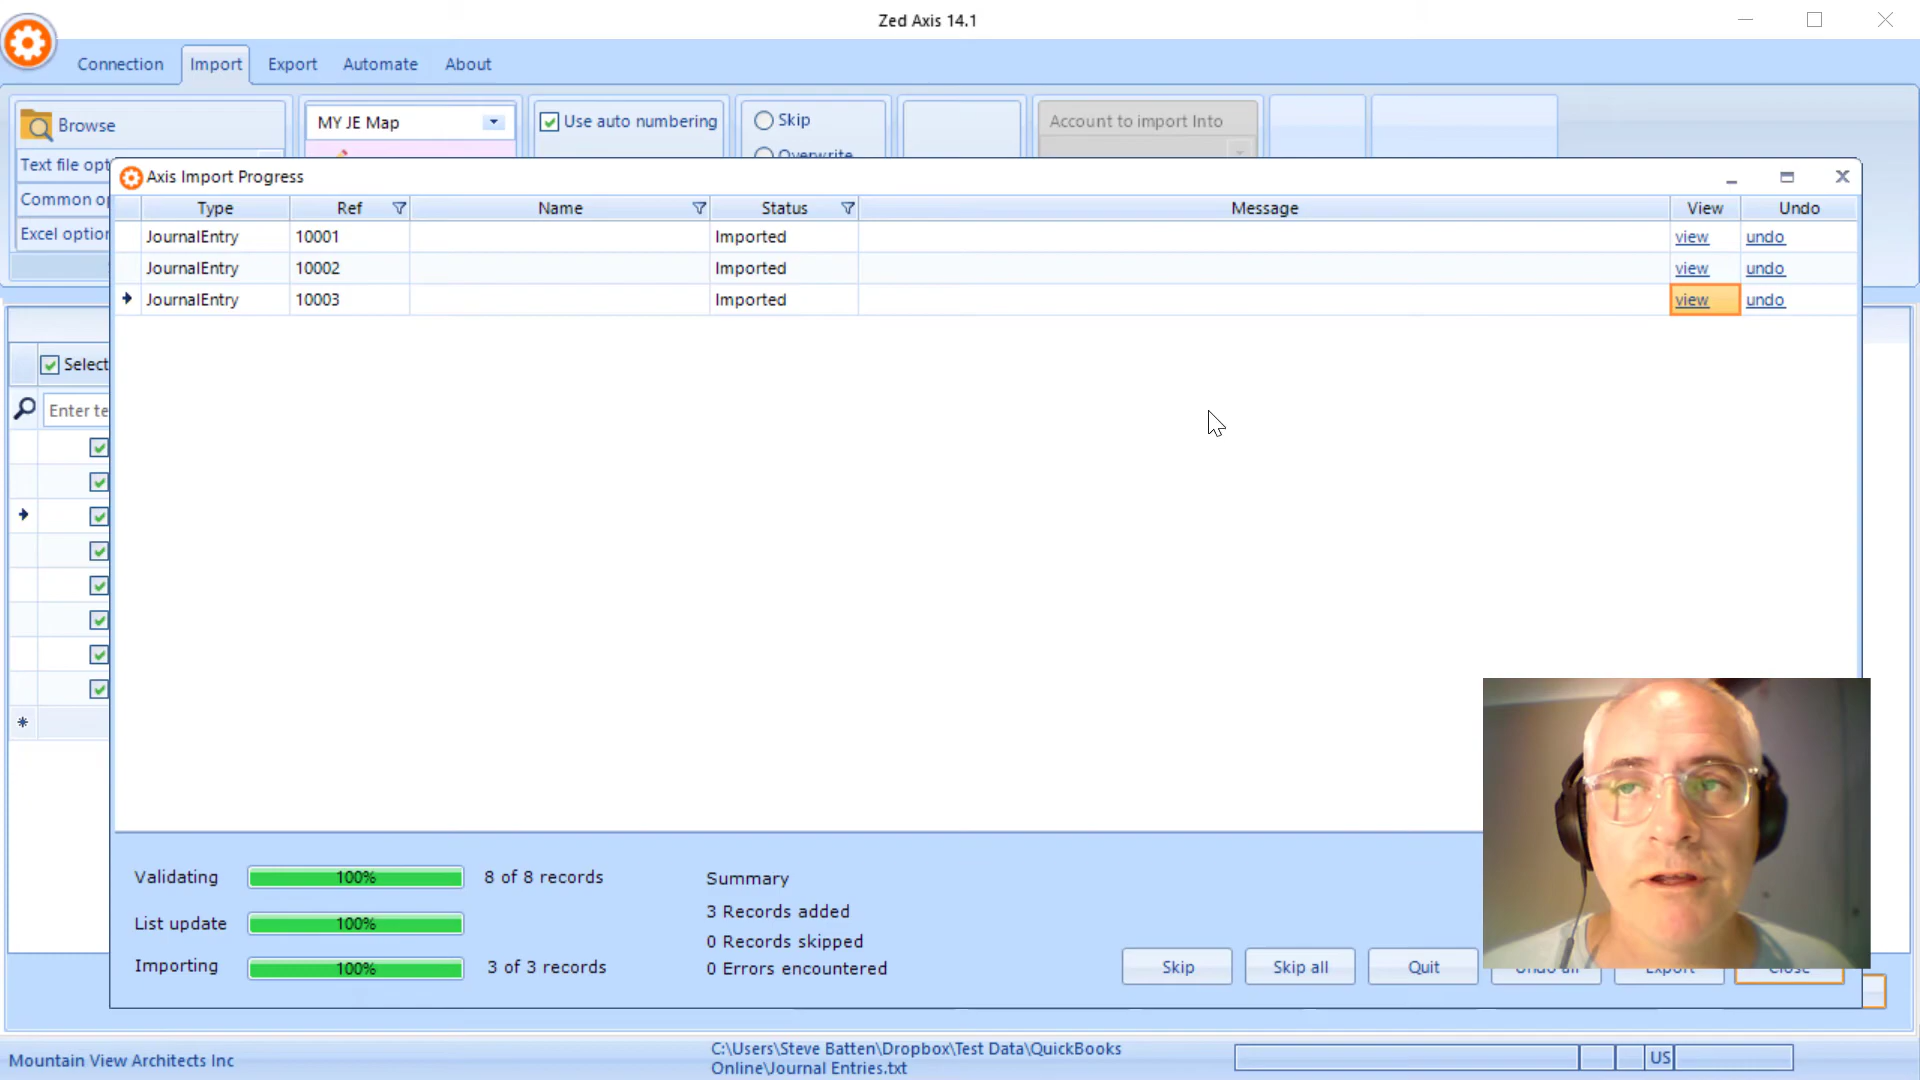 Zed Axis 14.1
Connection Import Export Automate About
Browse
MY JE Map
Use auto numbering
Skip
Account to import Into
Overwrite
Text file opt
Common op
Excel option
Axis Import Progress
Type Ref Name Status Message View Undo
JournalEntry 10001 Imported view undo
JournalEntry 10002 Imported view undo
JournalEntry 10003 Imported view undo
Select
Enter te
Validating 100% 8 of 8 records
List update 100%
Importing 100% 3 of 3 records
Summary
3 Records added
0 Records skipped
0 Errors encountered
Skip Skip all Quit Undo all Export Close
Mountain View Architects Inc
C:\Users\Steve Batten\Dropbox\Test Data\QuickBooks
Online\Journal Entries.txt
US